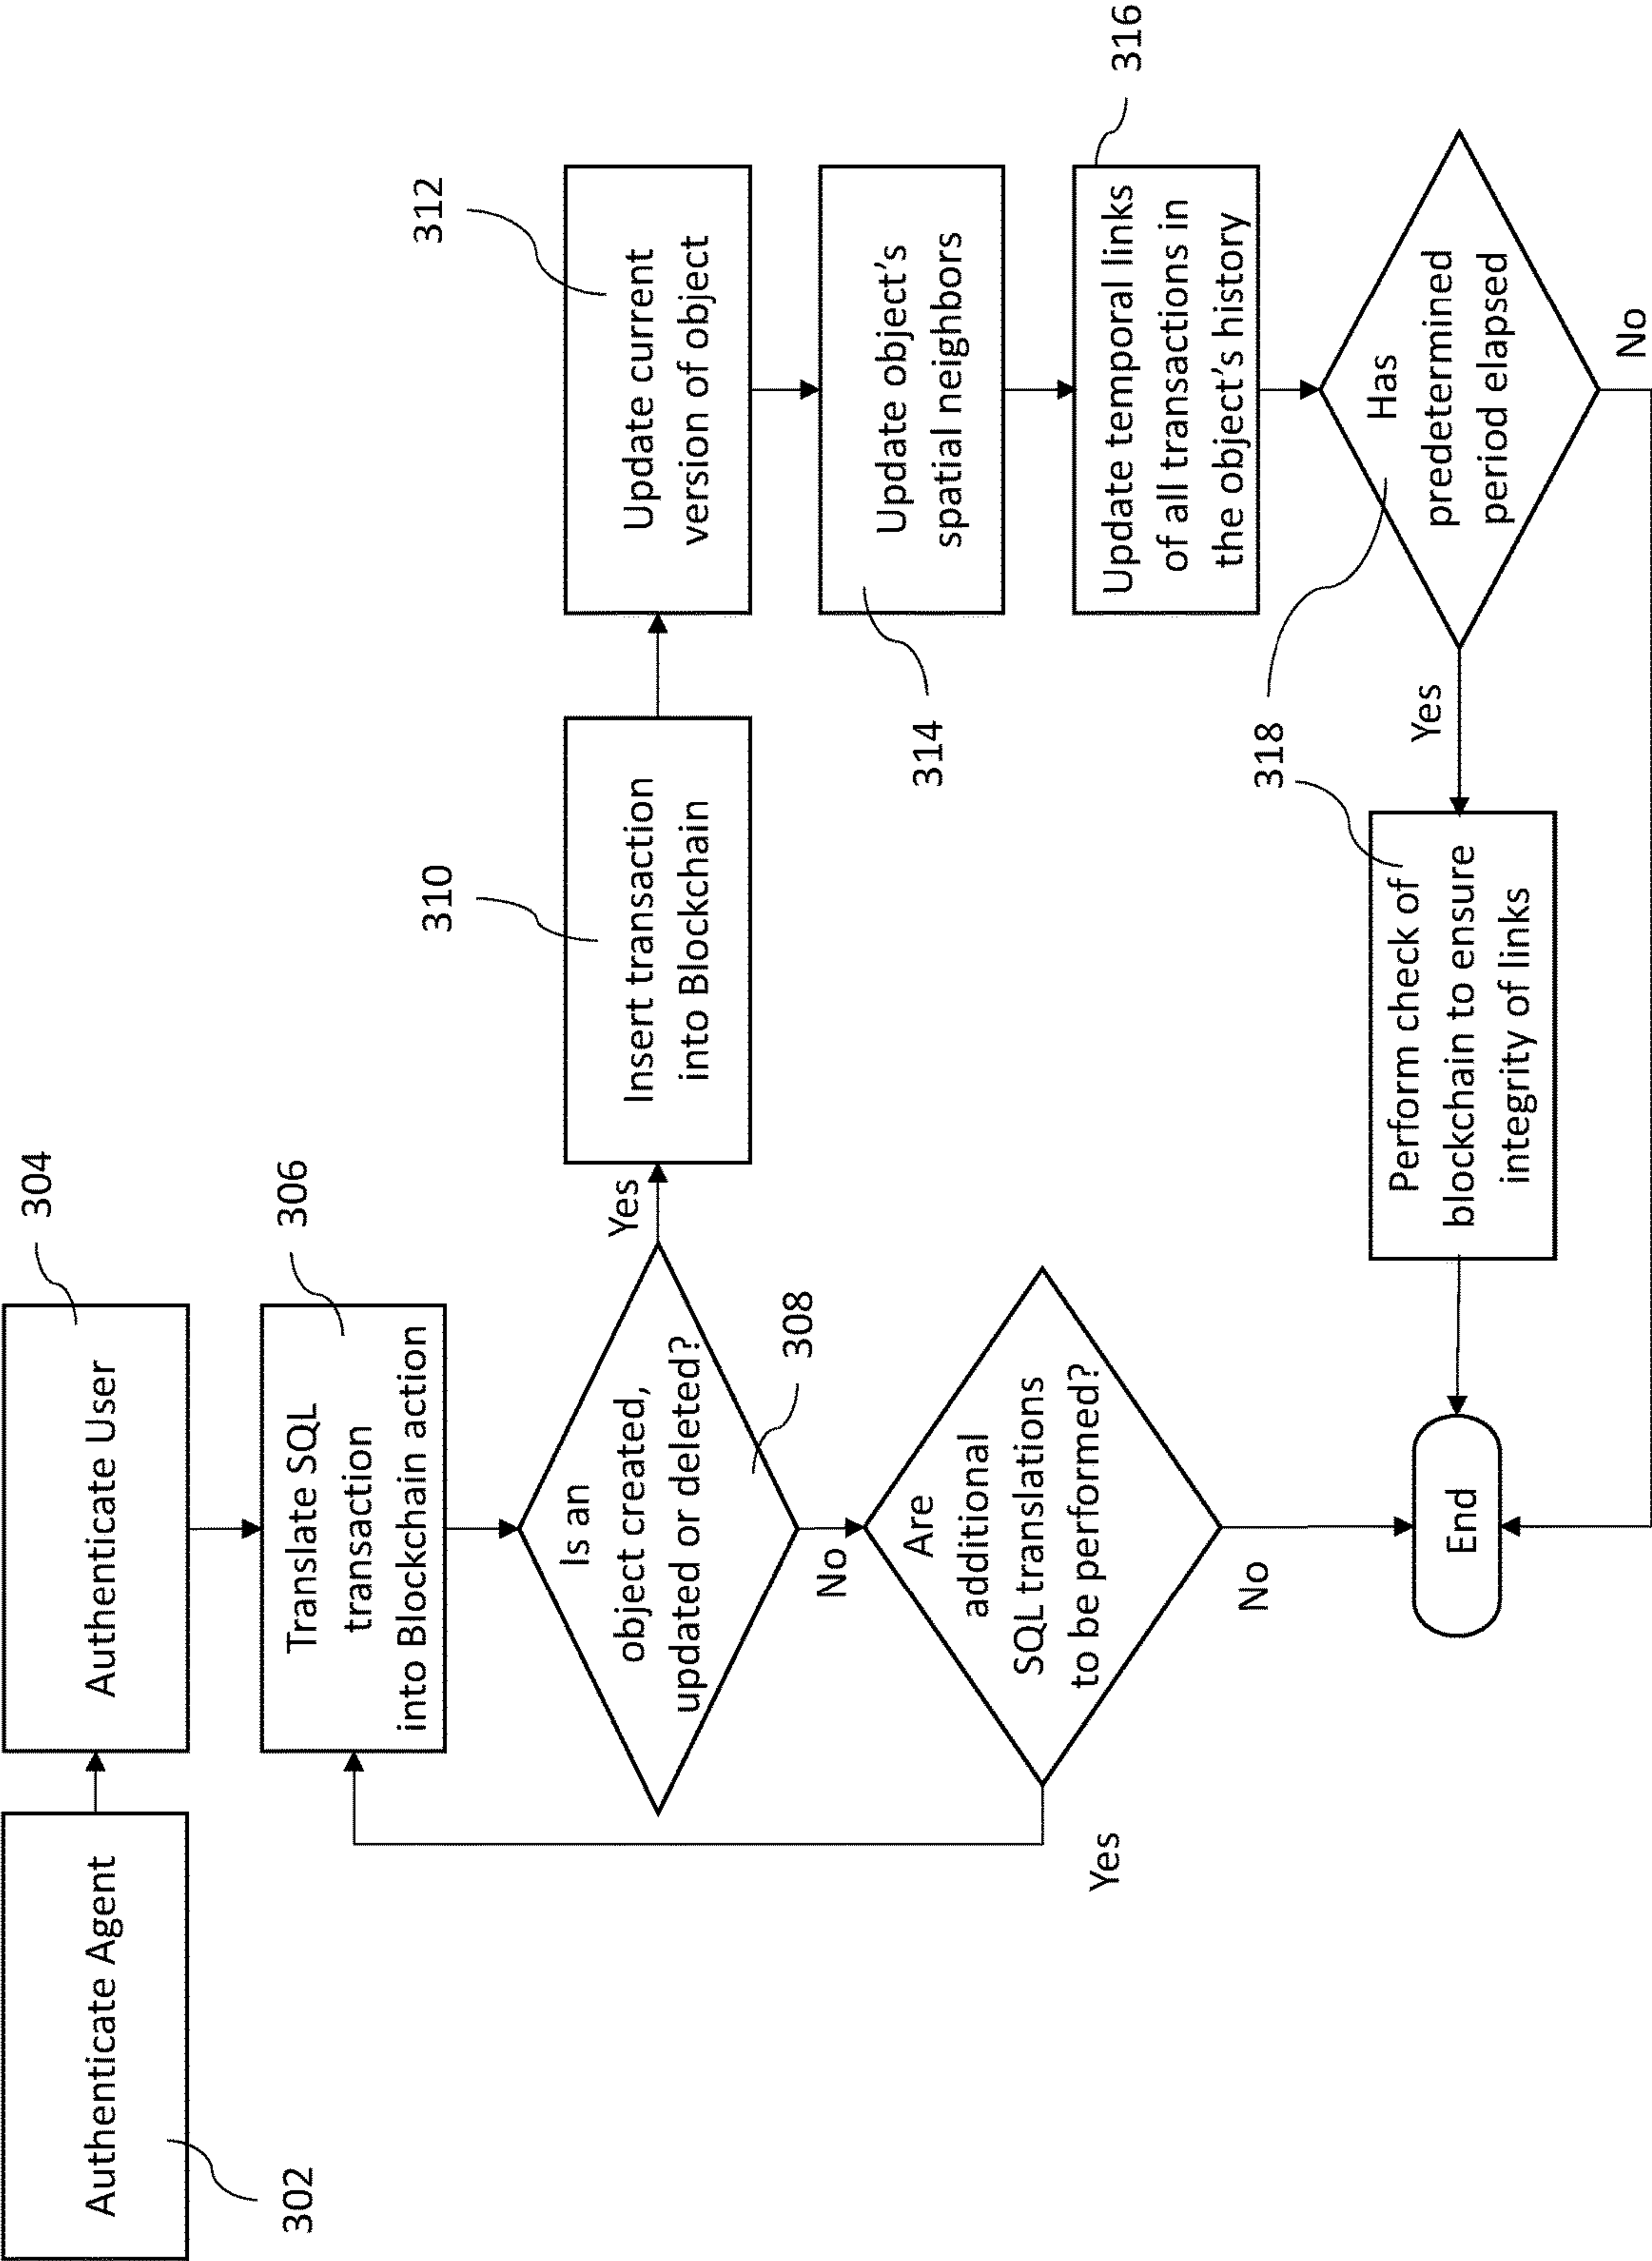 302
Authenticate Agent
304
Authenticate User
306
Translate SQL
transaction
into Blockchain action
Is an
object created,
updated or deleted?
308
Yes
No
Are
additional
SQL translations
to be performed?
Yes
No
310
Insert transaction
into Blockchain
312
Update current
version of object
314
Update object's
spatial neighbors
316
Update temporal links
of all transactions in
the object's history
318
Has
predetermined
period elapsed
Yes
No
Perform check of
blockchain to ensure
integrity of links
End